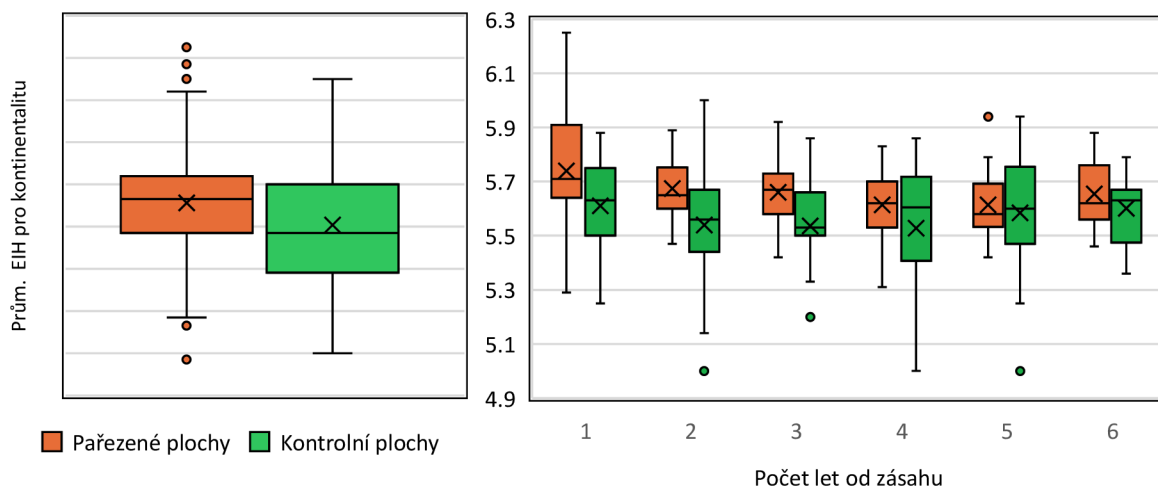 Prům. EIH pro kontinentalitu
6.3
6.1
5.9
5.7
5.5
5.3
5.1
4.9
1 2 3 4 5 6
Pařezené plochy Kontrolní plochy
Počet let od zásahu